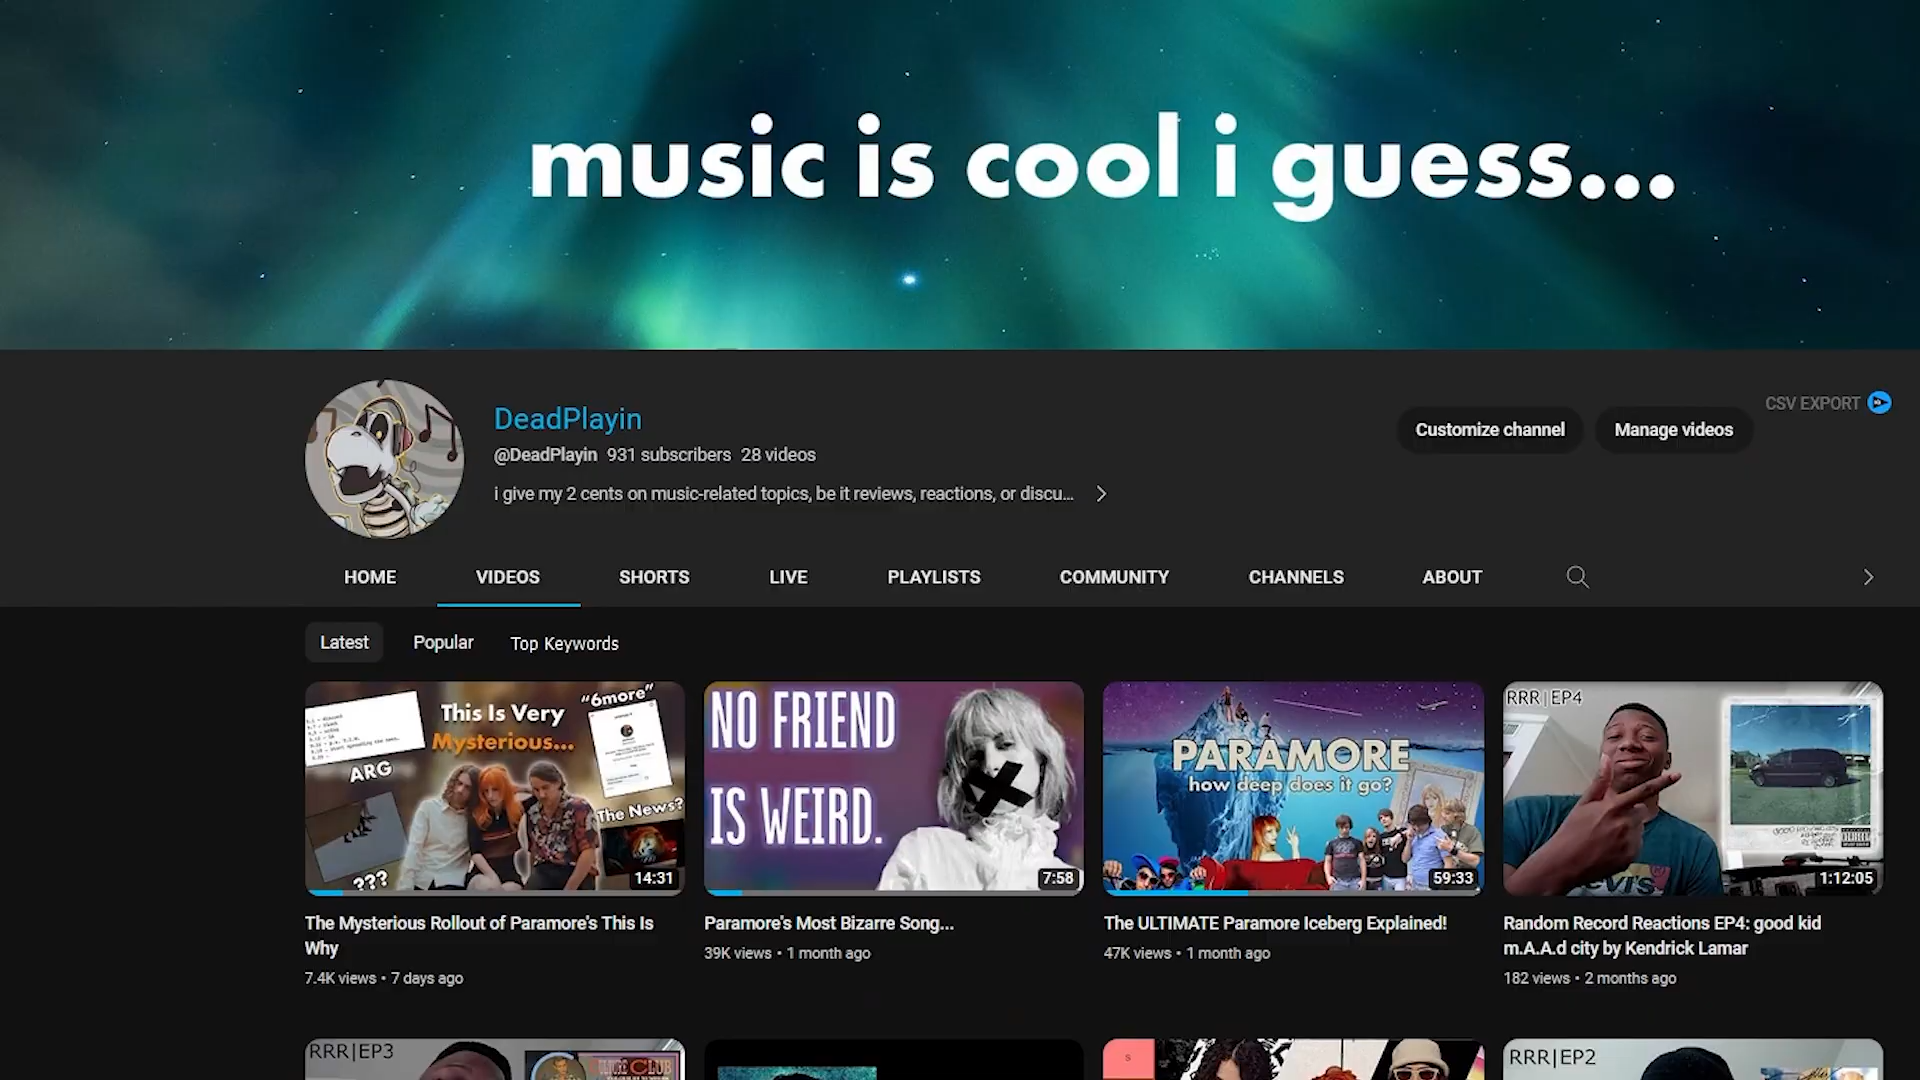 music is cool i guess...
DeadPlayin
@DeadPlayin 931 subscribers 28 videos
i give my 2 cents on music-related topics, be it reviews, reactions, or discu...
Customize channel
Manage videos
CSV EXPORT
HOME
VIDEOS
SHORTS
LIVE
PLAYLISTS
COMMUNITY
CHANNELS
ABOUT
Latest
Popular
Top Keywords
This Is Very
Mysterious...
"6more"
ARG
The News?
???
14:31
The Mysterious Rollout of Paramore's This Is
Why
7.4K views • 7 days ago
NO FRIEND
IS WEIRD.
7:58
Paramore's Most Bizarre Song...
39K views • 1 month ago
PARAMORE
how deep does it go?
59:33
The ULTIMATE Paramore Iceberg Explained!
47K views • 1 month ago
RRR|EP4
1:12:05
Random Record Reactions EP4: good kid
m.A.A.d city by Kendrick Lamar
182 views • 2 months ago
RRR|EP3
CLUB
S
RRR|EP2